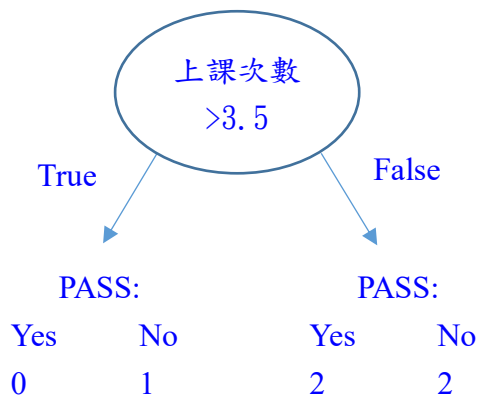 上課次數
>3.5
True
False
PASS:
PASS:
Yes No
Yes No
0 1
2 2